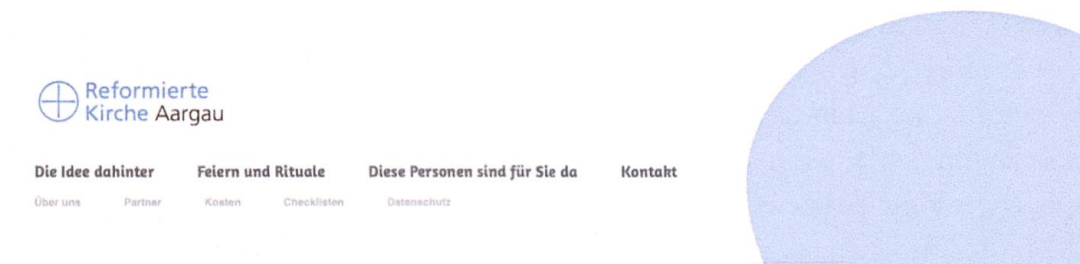 Reformierte
Kirche Aargau
Die Idee dahinter Feiern und Rituale Diese Personen sind für Sie da Kontakt
Über uns Partner Kosten Checklisten Datenschutz